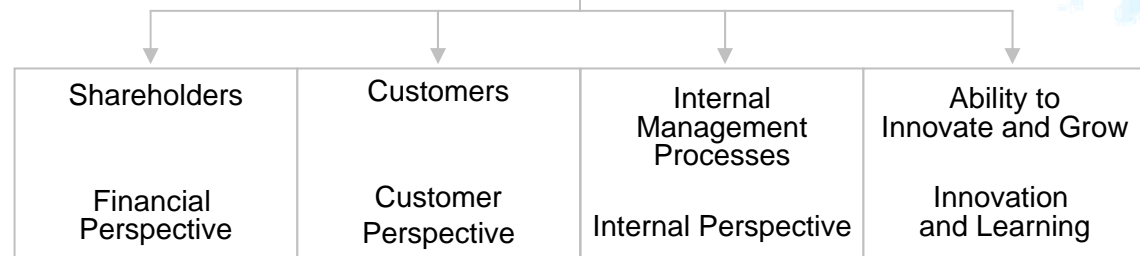 Shareholders
Financial
Perspective
Customers
Customer
Perspective
Internal
Management
Processes
Internal Perspective
Ability to
Innovate and Grow
Innovation
and Learning